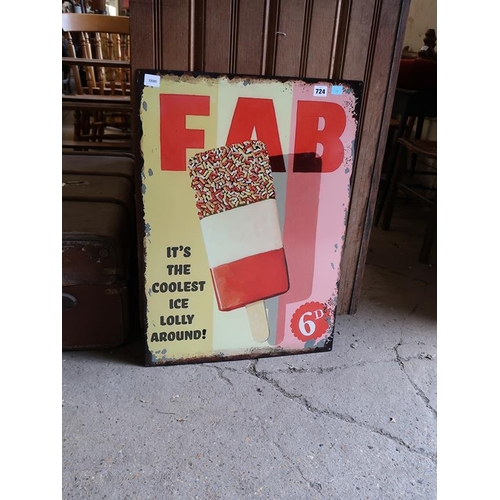 724
FAB
IT'S
THE
COOLEST
ICE
LOLLY
AROUND!
6D